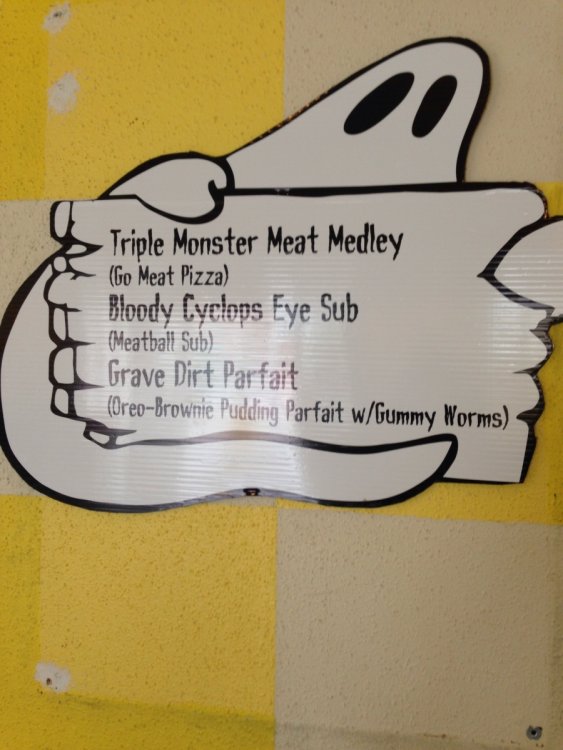 Triple Monster Meat Medley
(Go Meat Pizza)
Bloody Cyclops Eye Sub
(Meatball Sub)
Grave Dirt Parfait
(Oreo-Brownie Pudding Parfait w/Gummy Worms)